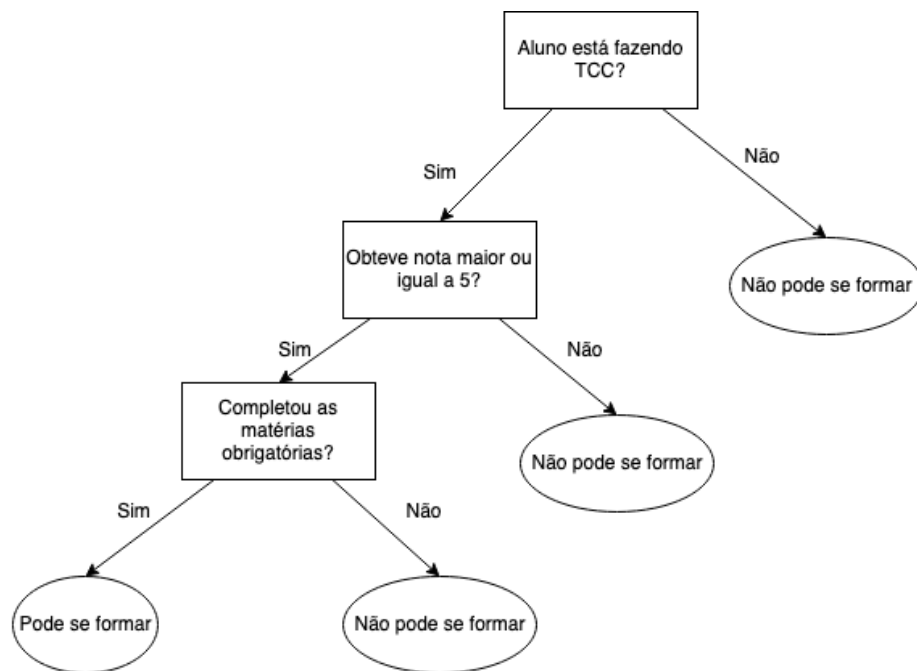 Aluno está fazendo
TCC?
Sim
Não
Obteve nota maior ou
igual a 5?
Não pode se formar
Sim
Não
Completou as
matérias
obrigatórias?
Não pode se formar
Sim
Não
Pode se formar
Não pode se formar